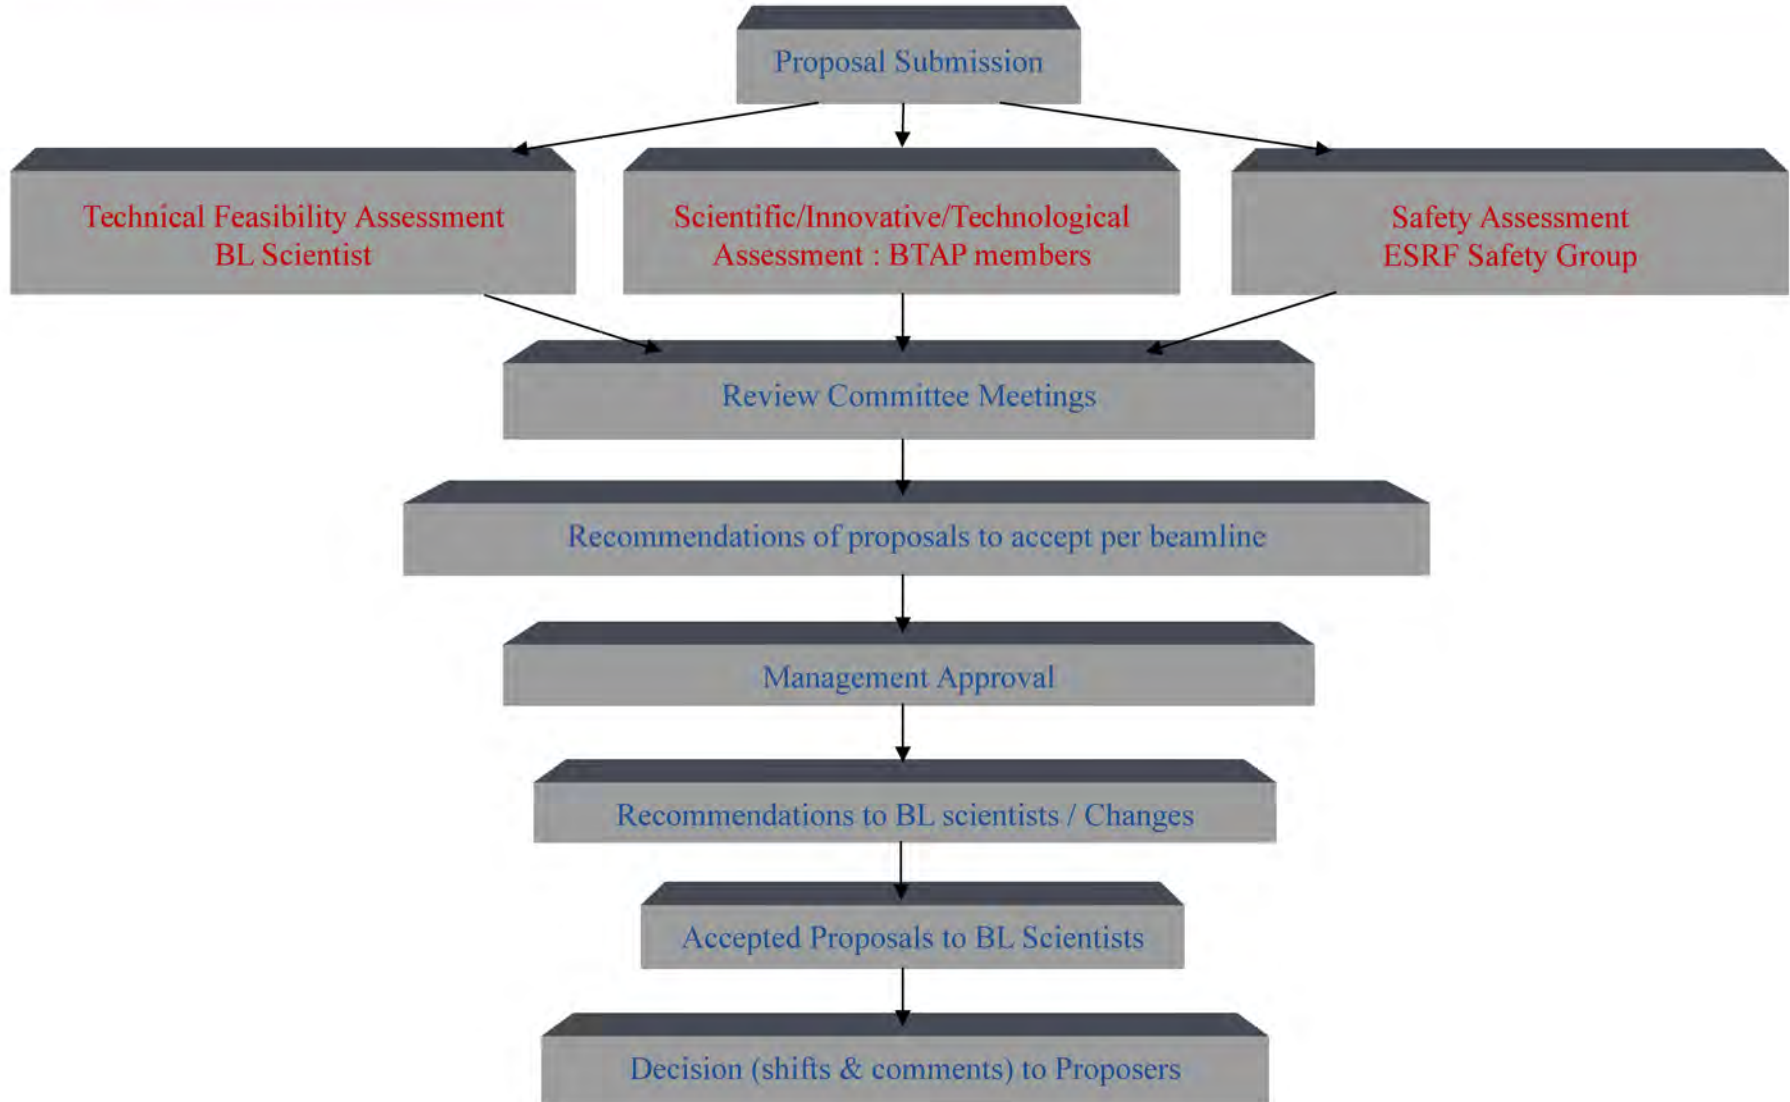 Proposal Submission
Technical Feasibility Assessment
BL Scientist
Scientific/Innovative/Technological
Assessment : BTAP members
Safety Assessment
ESRF Safety Group
Review Committee Meetings
Recommendations of proposals to accept per beamline
Management Approval
Recommendations to BL scientists / Changes
Accepted Proposals to BL Scientists
Decision (shifts & comments) to Proposers